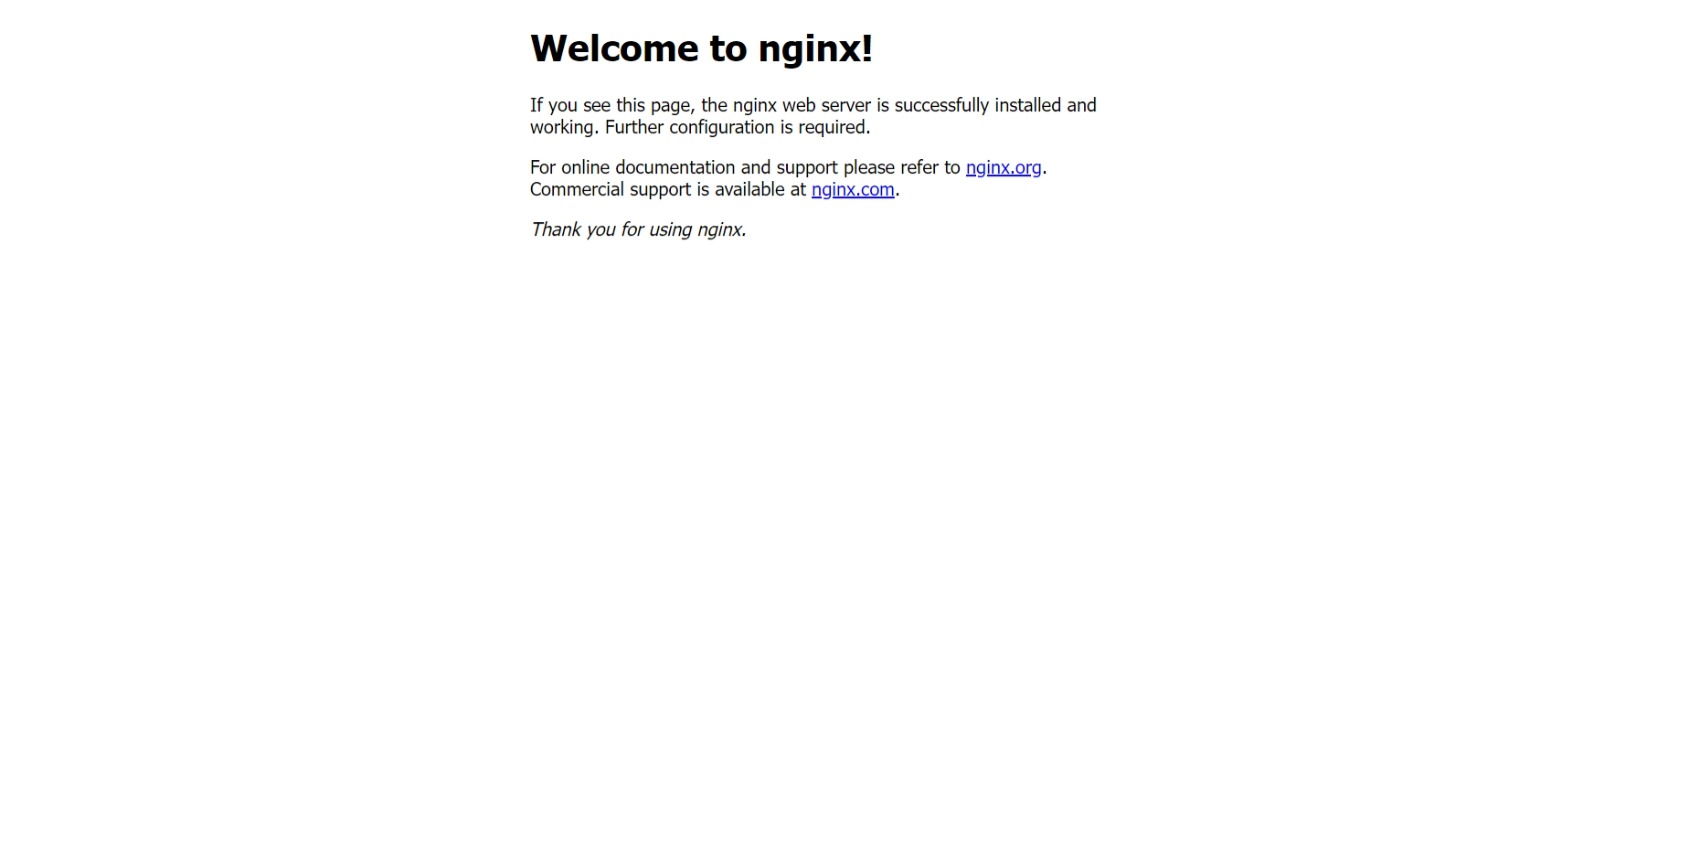 Welcome to nginx!
If you see this page, the nginx web server is successfully installed and
working. Further configuration is required.
For online documentation and support please refer to nginx.org.
Commercial support is available at nginx.com.
Thank you for using nginx.